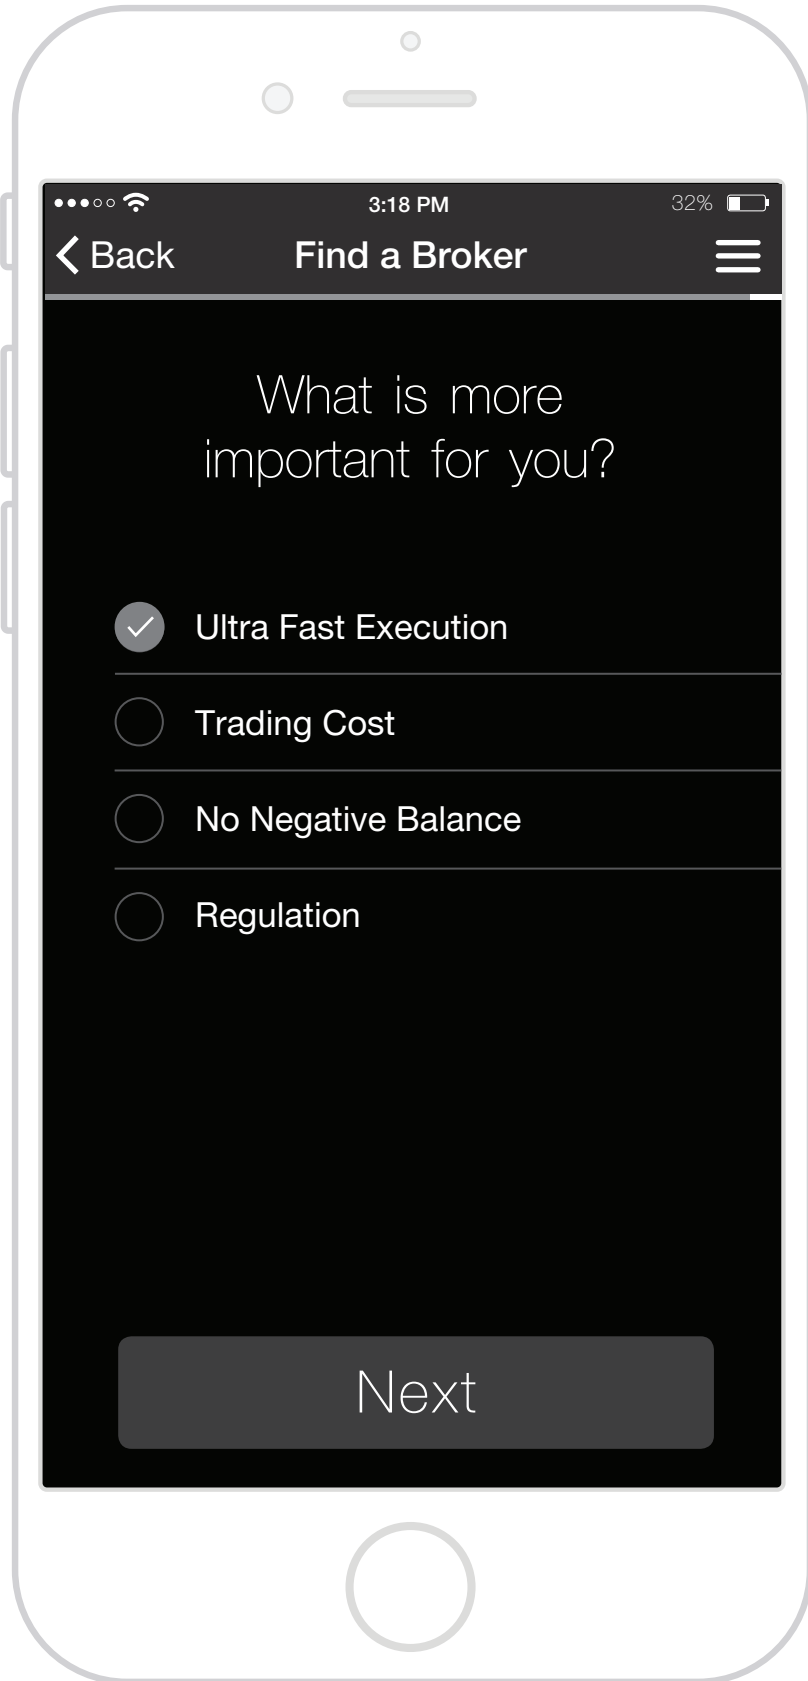 3:18 PM
32%
Back
Find a Broker
What is more
important for you?
Ultra Fast Execution
Trading Cost
No Negative Balance
Regulation
Next